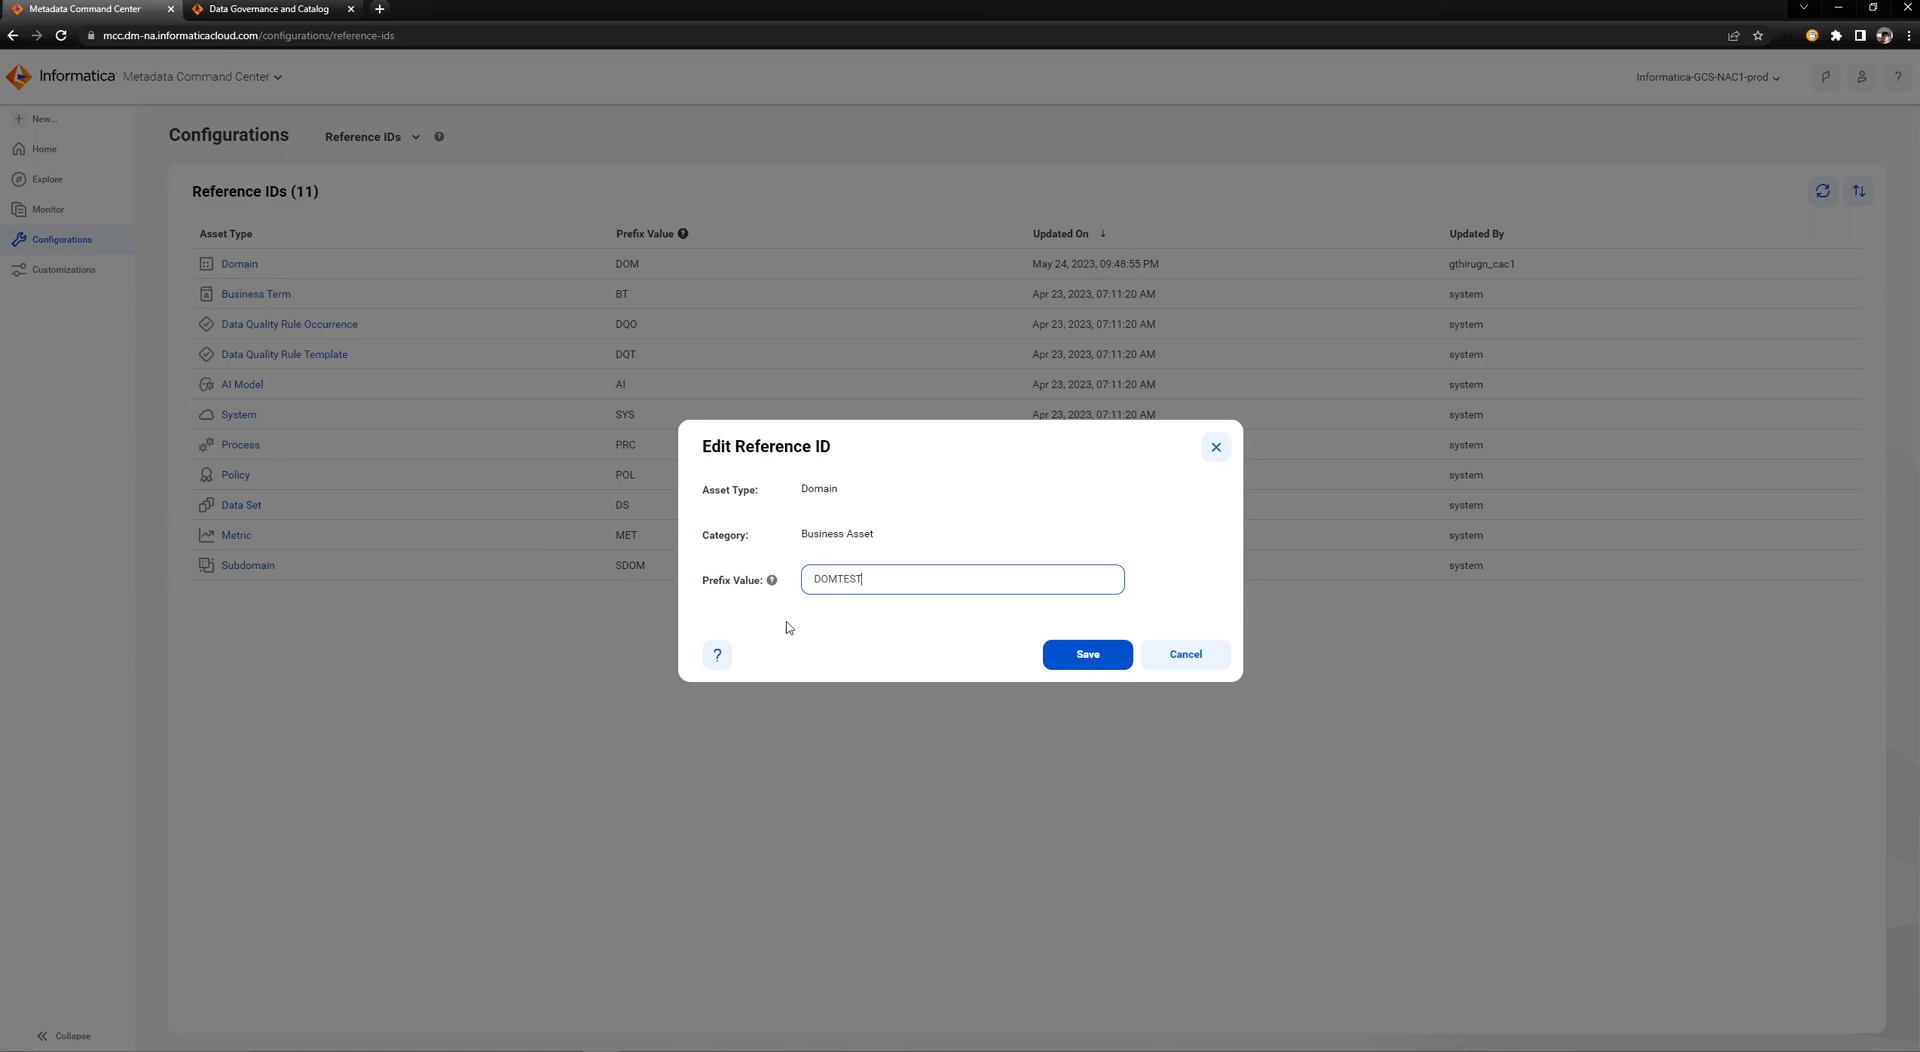 Metadata Command Center
Data Governance and Catalog
mcc.dm-na.informaticacloud.com/configurations/reference-ids
Informatica Metadata Command Center
Informatica-GCS-NAC1-prod
?
New...
Home
Explore
Monitor
Configurations
Customizations
Collapse
Configurations Reference IDs ?
Reference IDs (11)
Asset Type Prefix Value ? Updated On ↓ Updated By
Domain DOM May 24, 2023, 09:48:55 PM gthirugn_cac1
Business Term BT Apr 23, 2023, 07:11:20 AM system
Data Quality Rule Occurrence DQO Apr 23, 2023, 07:11:20 AM system
Data Quality Rule Template DQT Apr 23, 2023, 07:11:20 AM system
AI Model AI Apr 23, 2023, 07:11:20 AM system
System SYS Apr 23, 2023, 07:11:20 AM system
Process PRC system
Policy POL system
Data Set DS system
Metric MET system
Subdomain SDOM system
Edit Reference ID
Asset Type: Domain
Category: Business Asset
Prefix Value: ? DOMTEST
? Save Cancel